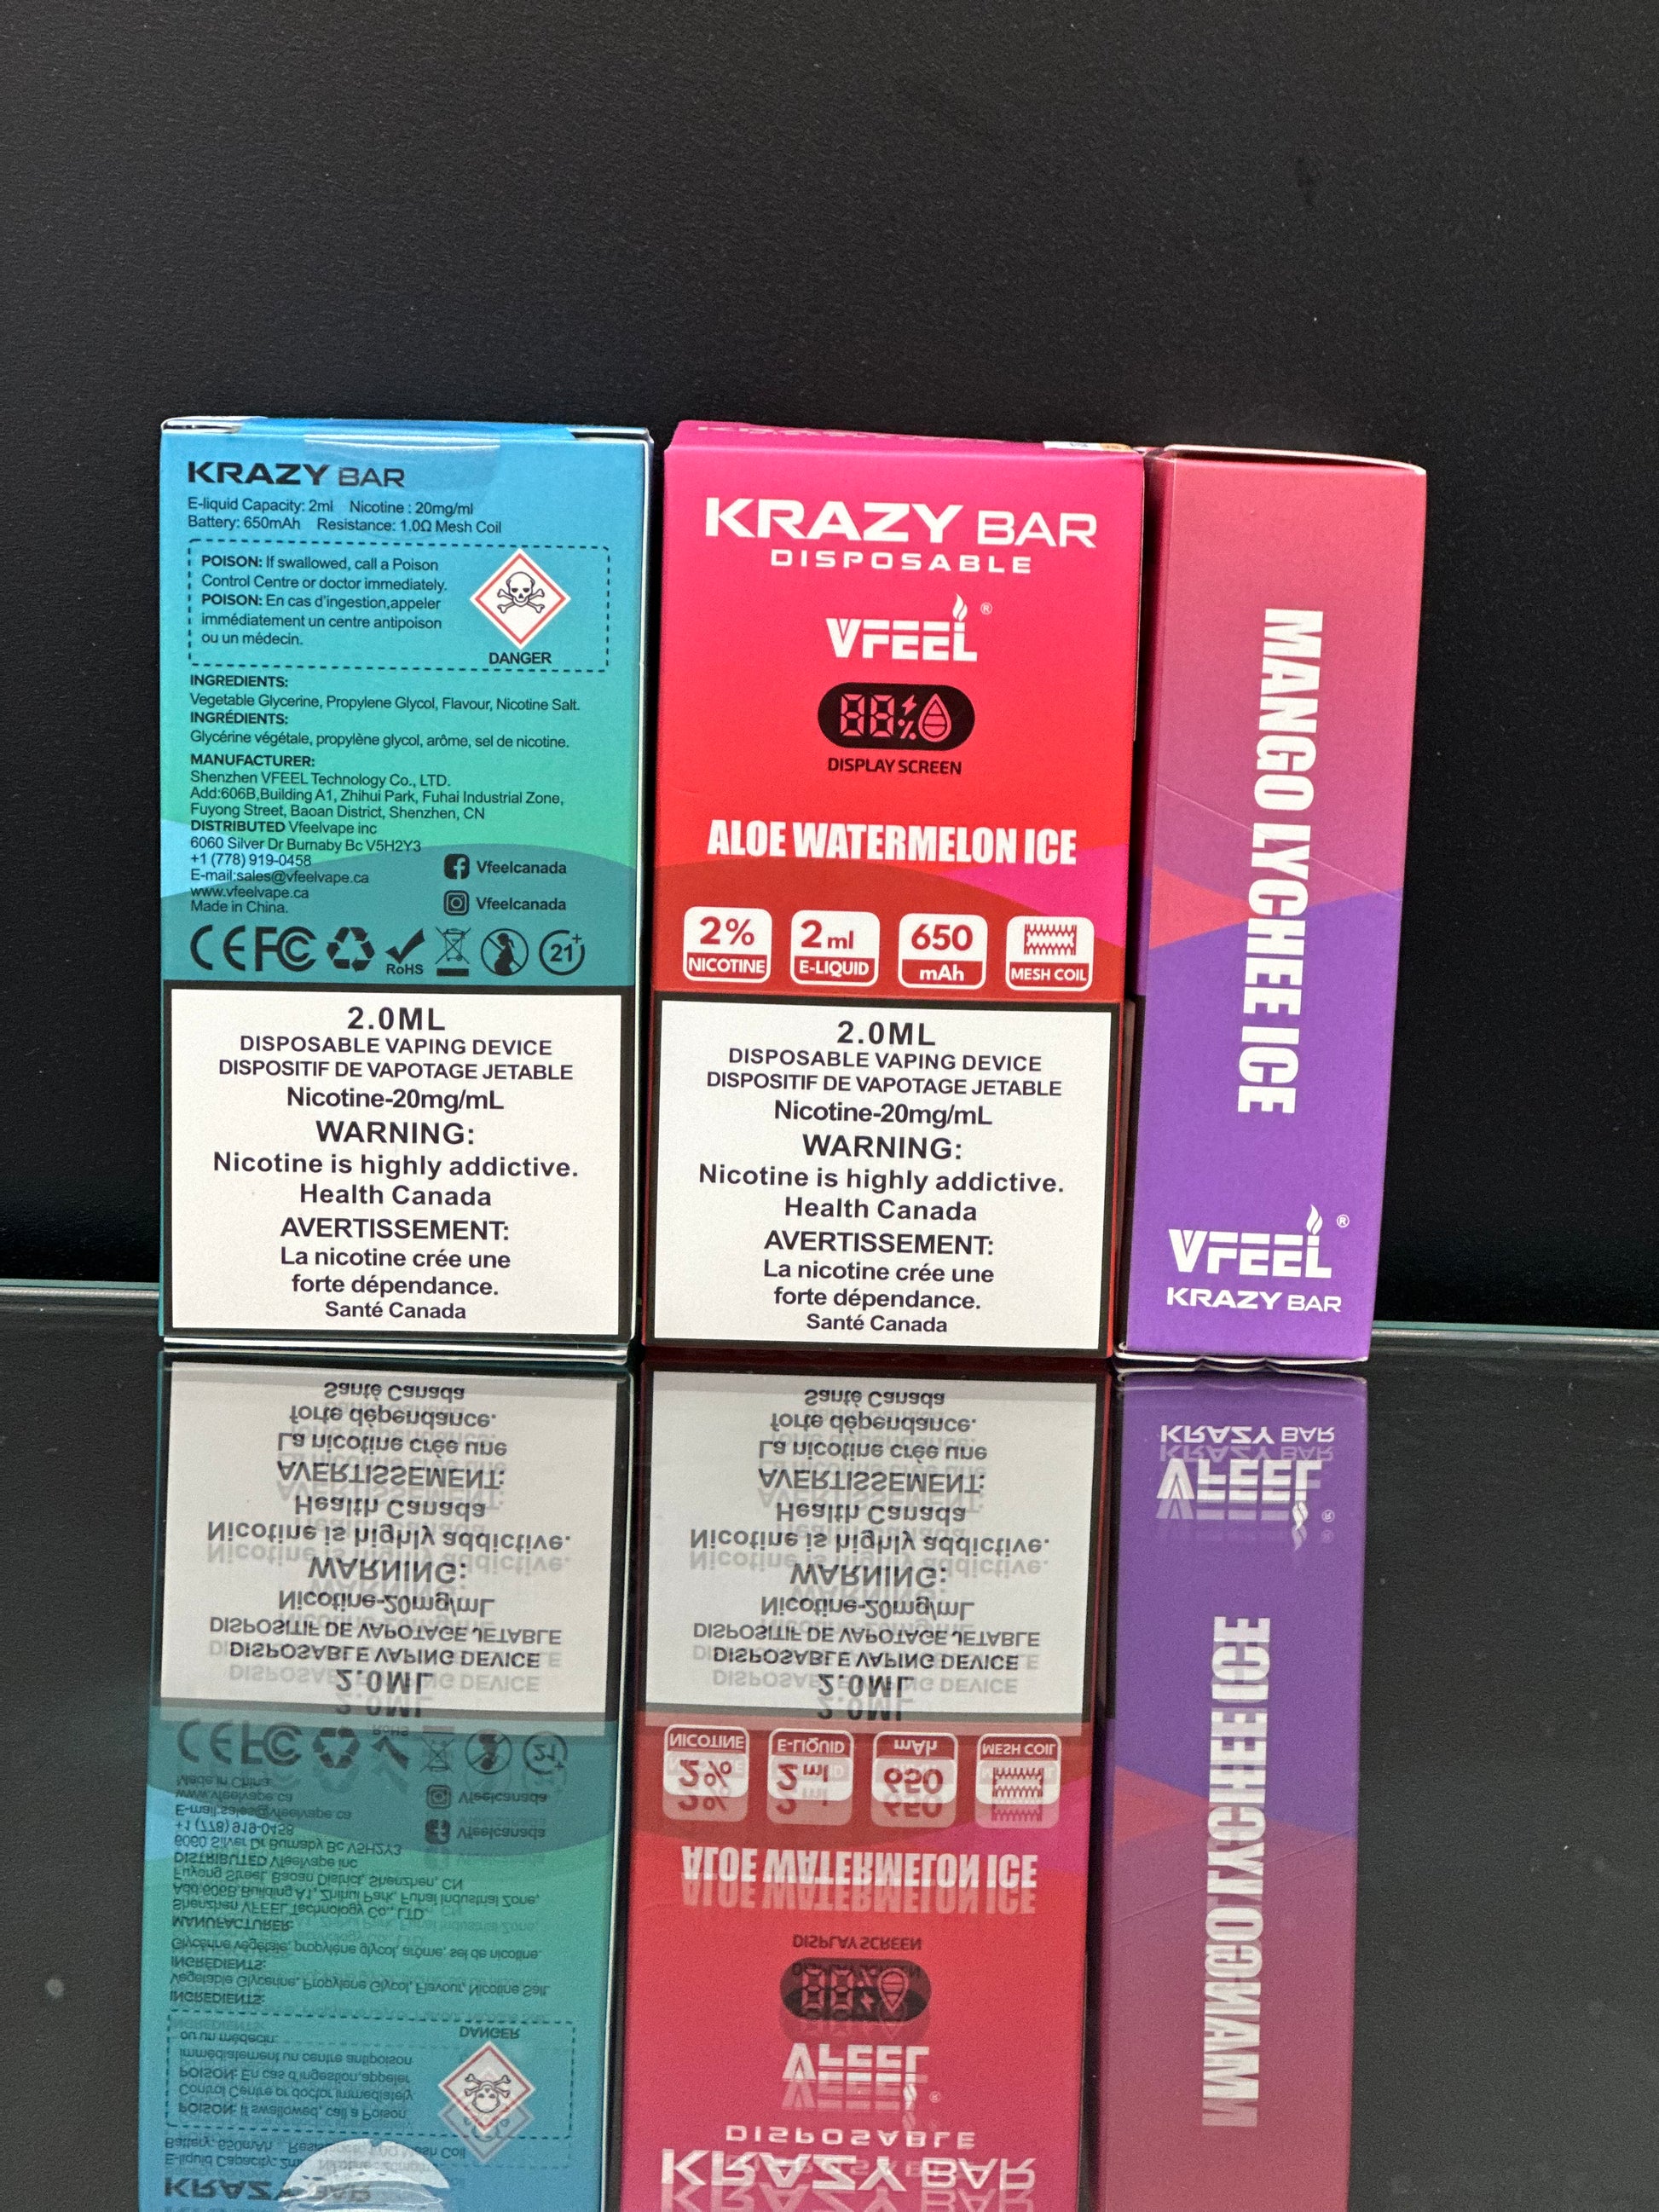 KRAZY BAR
E-liquid Capacity: 2ml Nicotine : 20mg/ml
Battery: 650mAh Resistance: 1.0Ω Mesh Coil
POISON: If swallowed, call a Poison
Control Centre or doctor immediately.
POISON: En cas d'ingestion,appeler
immédiatement un centre antipoison
ou un médecin.
DANGER
INGREDIENTS:
Vegetable Glycerine, Propylene Glycol, Flavour, Nicotine Salt.
INGRÉDIENTS:
Glycérine végétale, propylène glycol, arôme, sel de nicotine.
MANUFACTURER:
Shenzhen VFEEL Technology Co., LTD.
Add:606B,Building A1, Zhihui Park, Fuhai Industrial Zone,
Fuyong Street, Baoan District, Shenzhen, CN
DISTRIBUTED Vfeelvape inc
6060 Silver Dr Burnaby Bc V5H2Y3
+1 (778) 919-0458
E-mail:sales@vfeelvape.ca
www.vfeelvape.ca
Made in China.
Vfeelcanada
Vfeelcanada
CE FC RoHS 21+
2.0ML
DISPOSABLE VAPING DEVICE
DISPOSITIF DE VAPOTAGE JETABLE
Nicotine-20mg/mL
WARNING:
Nicotine is highly addictive.
Health Canada
AVERTISSEMENT:
La nicotine crée une
forte dépendance.
Santé Canada
KRAZY BAR
DISPOSABLE
VFEEL®
88%
DISPLAY SCREEN
ALOE WATERMELON ICE
2% NICOTINE
2 ml E-LIQUID
650 mAh
MESH COIL
2.0ML
DISPOSABLE VAPING DEVICE
DISPOSITIF DE VAPOTAGE JETABLE
Nicotine-20mg/mL
WARNING:
Nicotine is highly addictive.
Health Canada
AVERTISSEMENT:
La nicotine crée une
forte dépendance.
Santé Canada
MANGO LYCHEE ICE
VFEEL®
KRAZY BAR